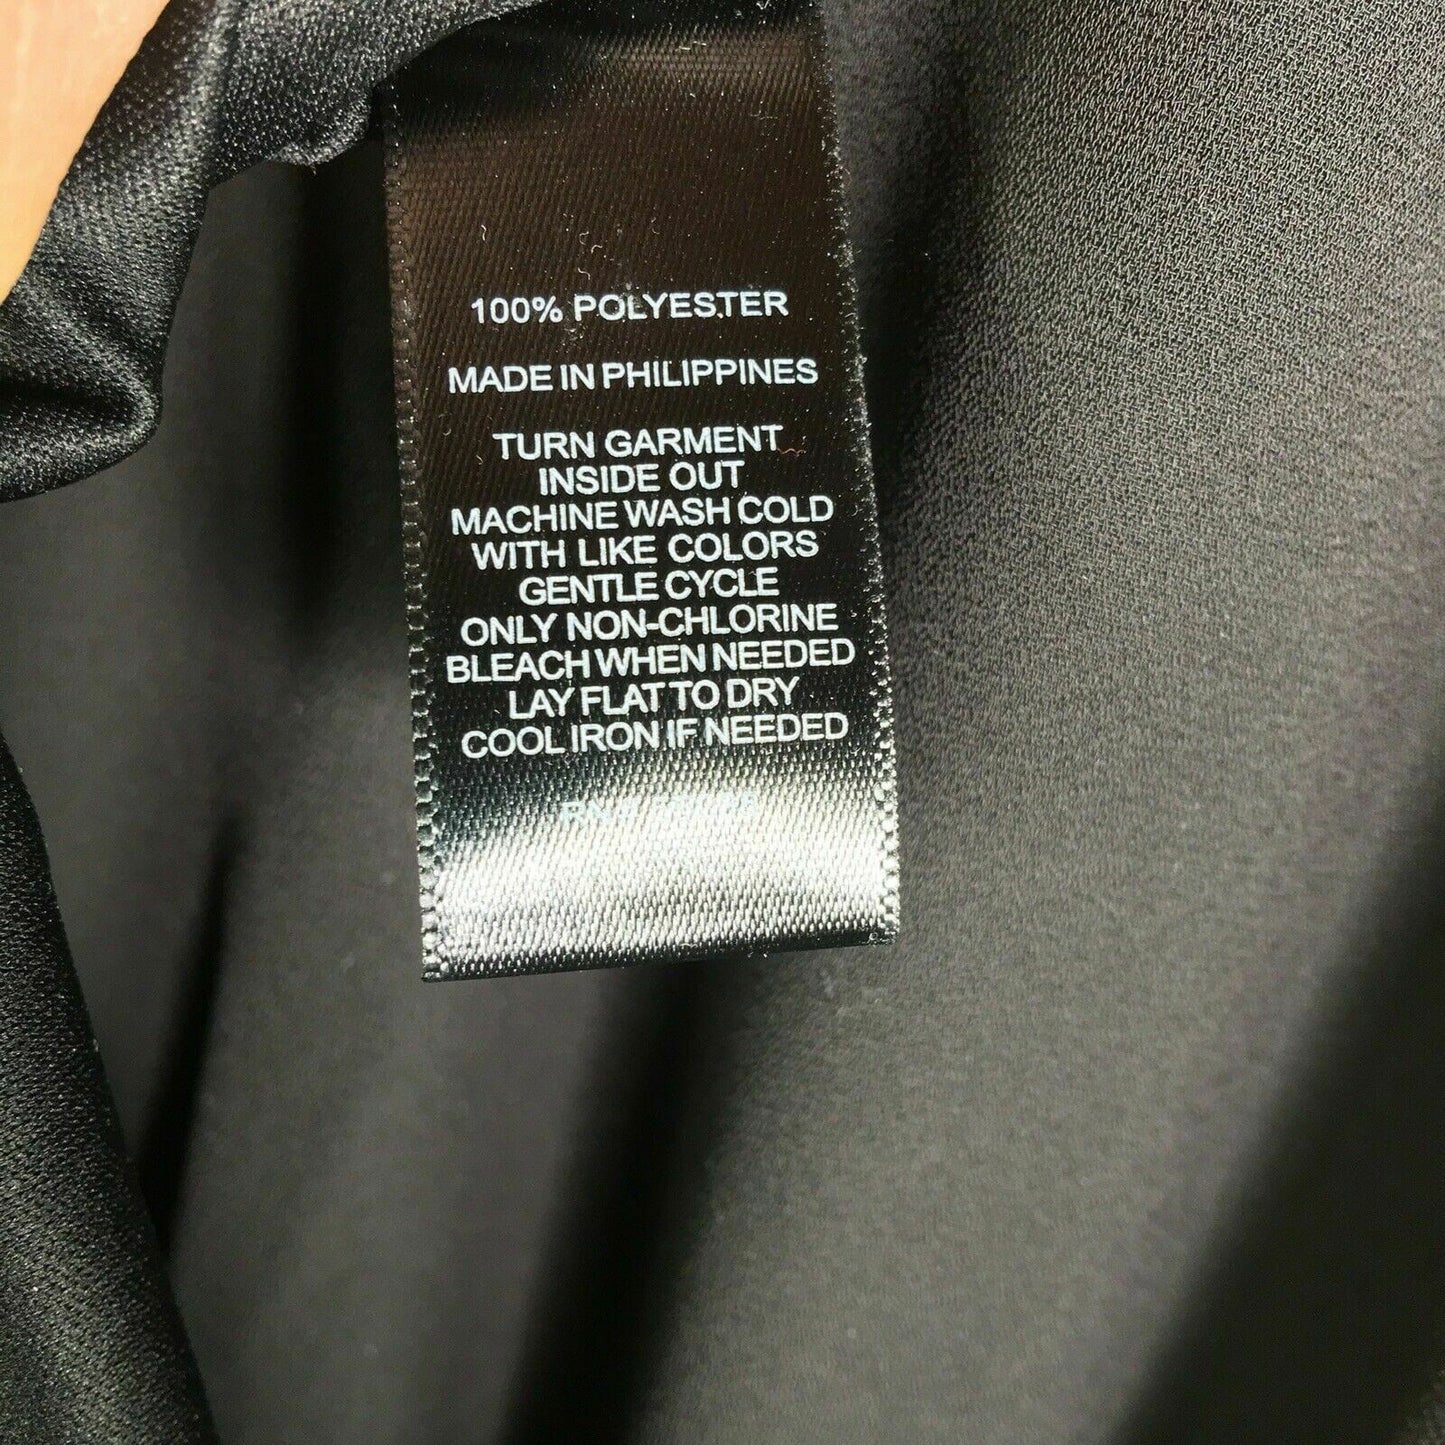 100% POLYESTER
MADE IN PHILIPPINES
TURN GARMENT
INSIDE OUT
MACHINE WASH COLD
WITH LIKE COLORS
GENTLE CYCLE
ONLY NON-CHLORINE
BLEACH WHEN NEEDED
LAY FLAT TO DRY
COOL IRON IF NEEDED